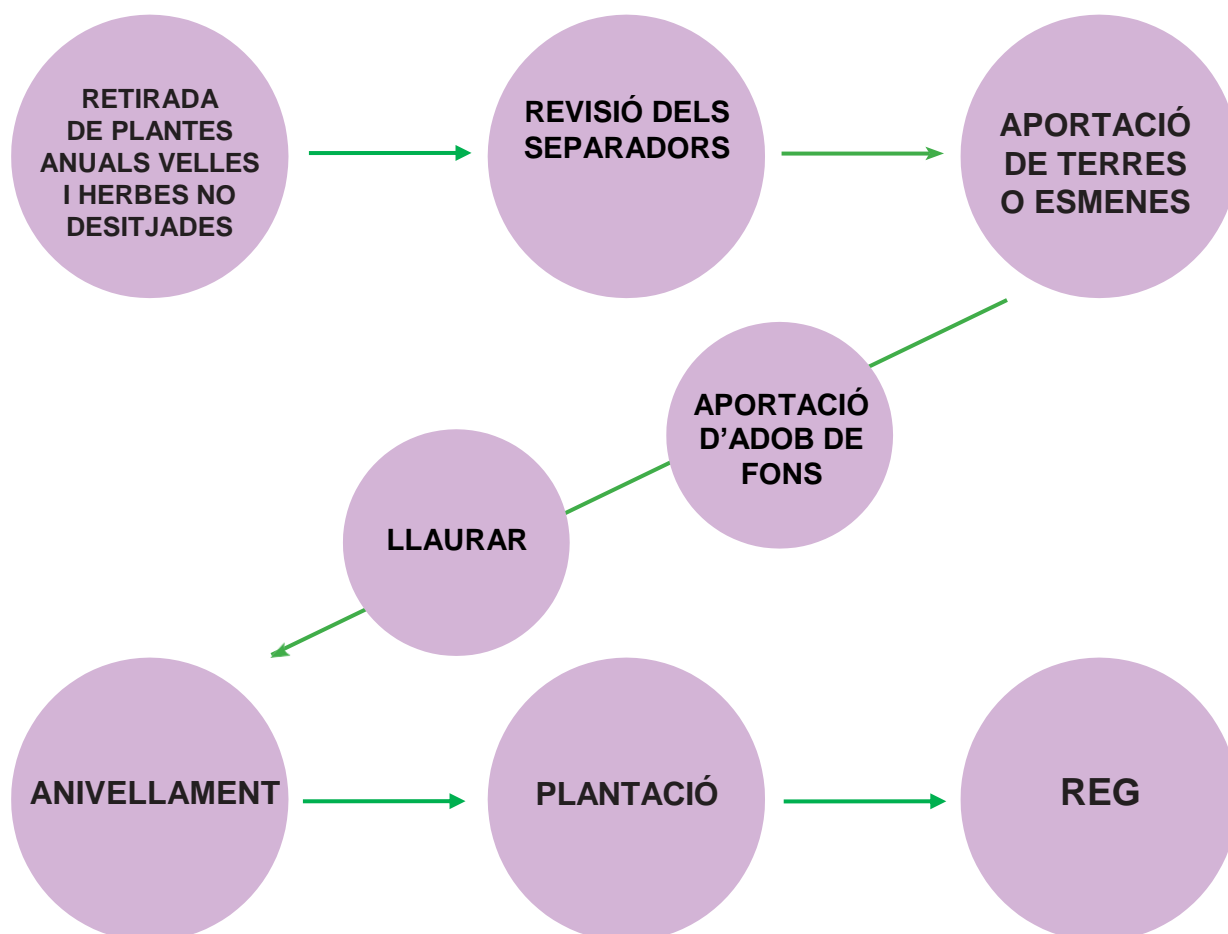 RETIRADA
DE PLANTES
ANUALS VELLES
I HERBES NO
DESITJADES
REVISIÓ DELS
SEPARADORS
APORTACIÓ
DE TERRES
O ESMENES
APORTACIÓ
D’ADOB DE
FONS
LLAURAR
ANIVELLAMENT
PLANTACIÓ
REG